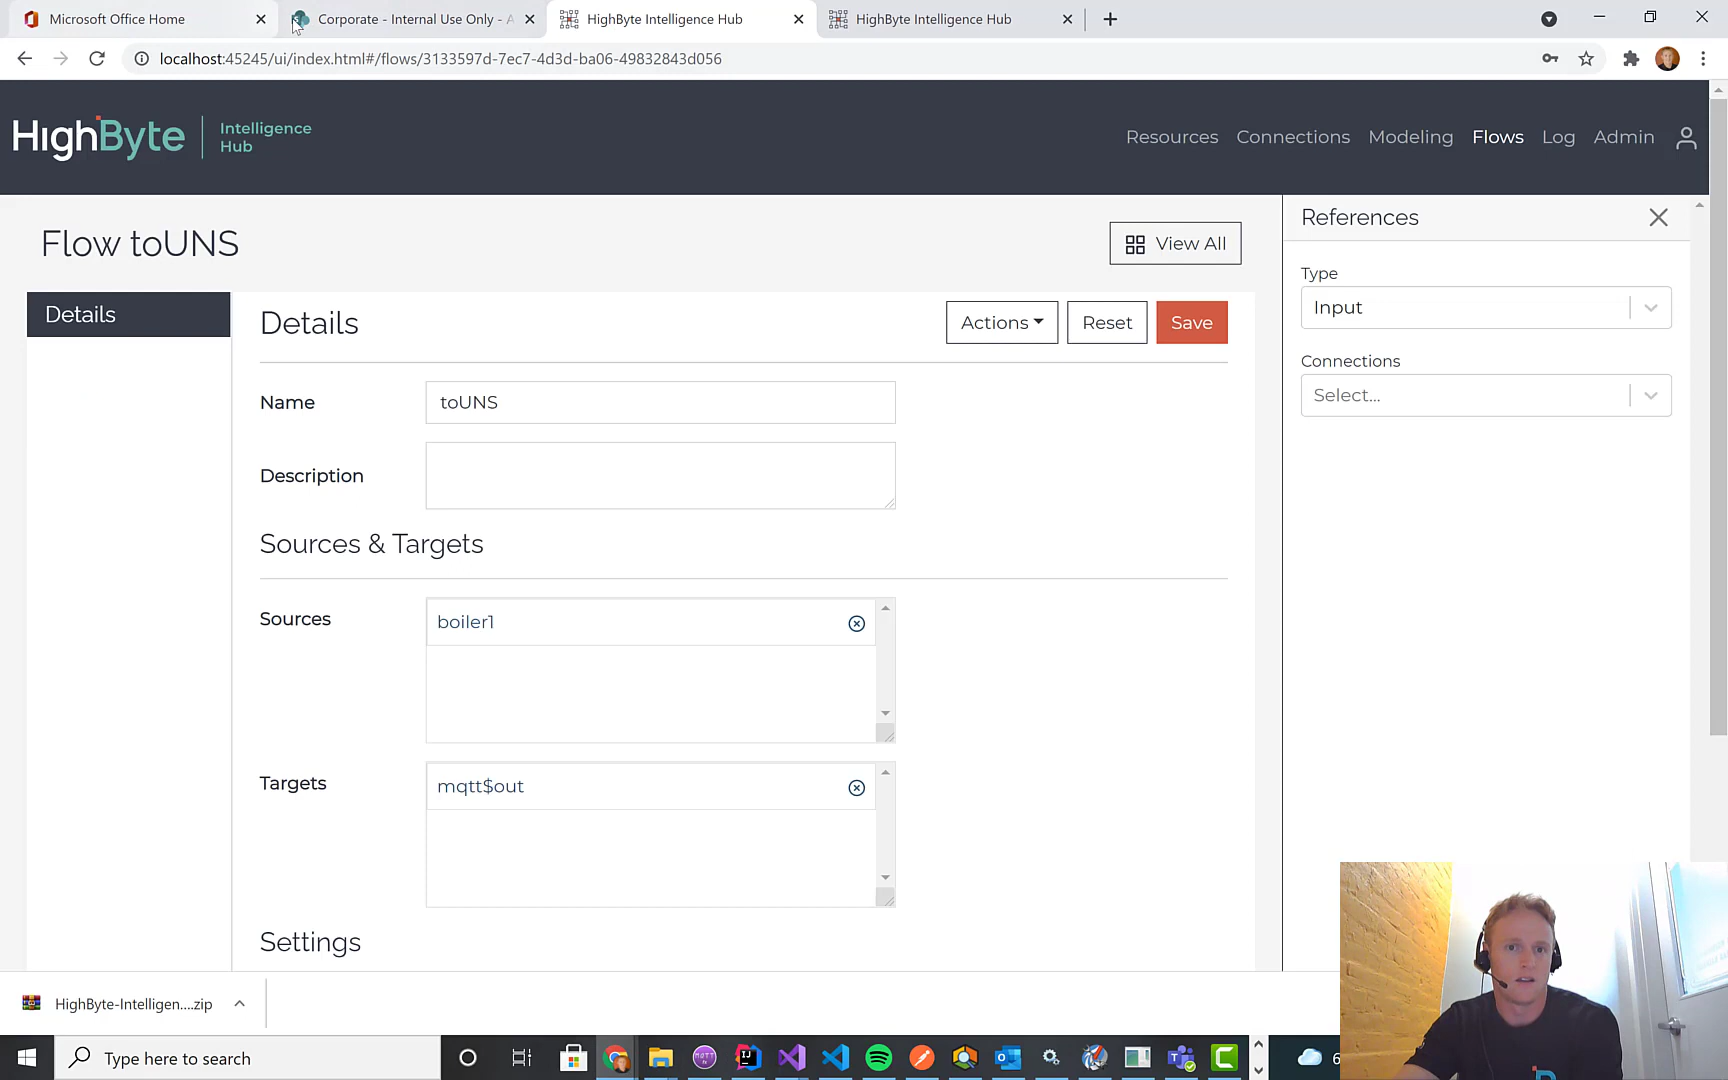 Microsoft Office Home
Corporate - Internal Use Only - A
HighByte Intelligence Hub
HighByte Intelligence Hub
localhost:45245/ui/index.html#/flows/3133597d-7ec7-4d3d-ba06-49832843d056
HighByte
Intelligence
Hub
Resources
Connections
Modeling
Flows
Log
Admin
Flow toUNS
View All
References
Type
Input
Connections
Select...
Details
Details
Actions
Reset
Save
Name
toUNS
Description
Sources & Targets
Sources
boiler1
Targets
mqtt$out
Settings
HighByte-Intelligen....zip
Type here to search
6